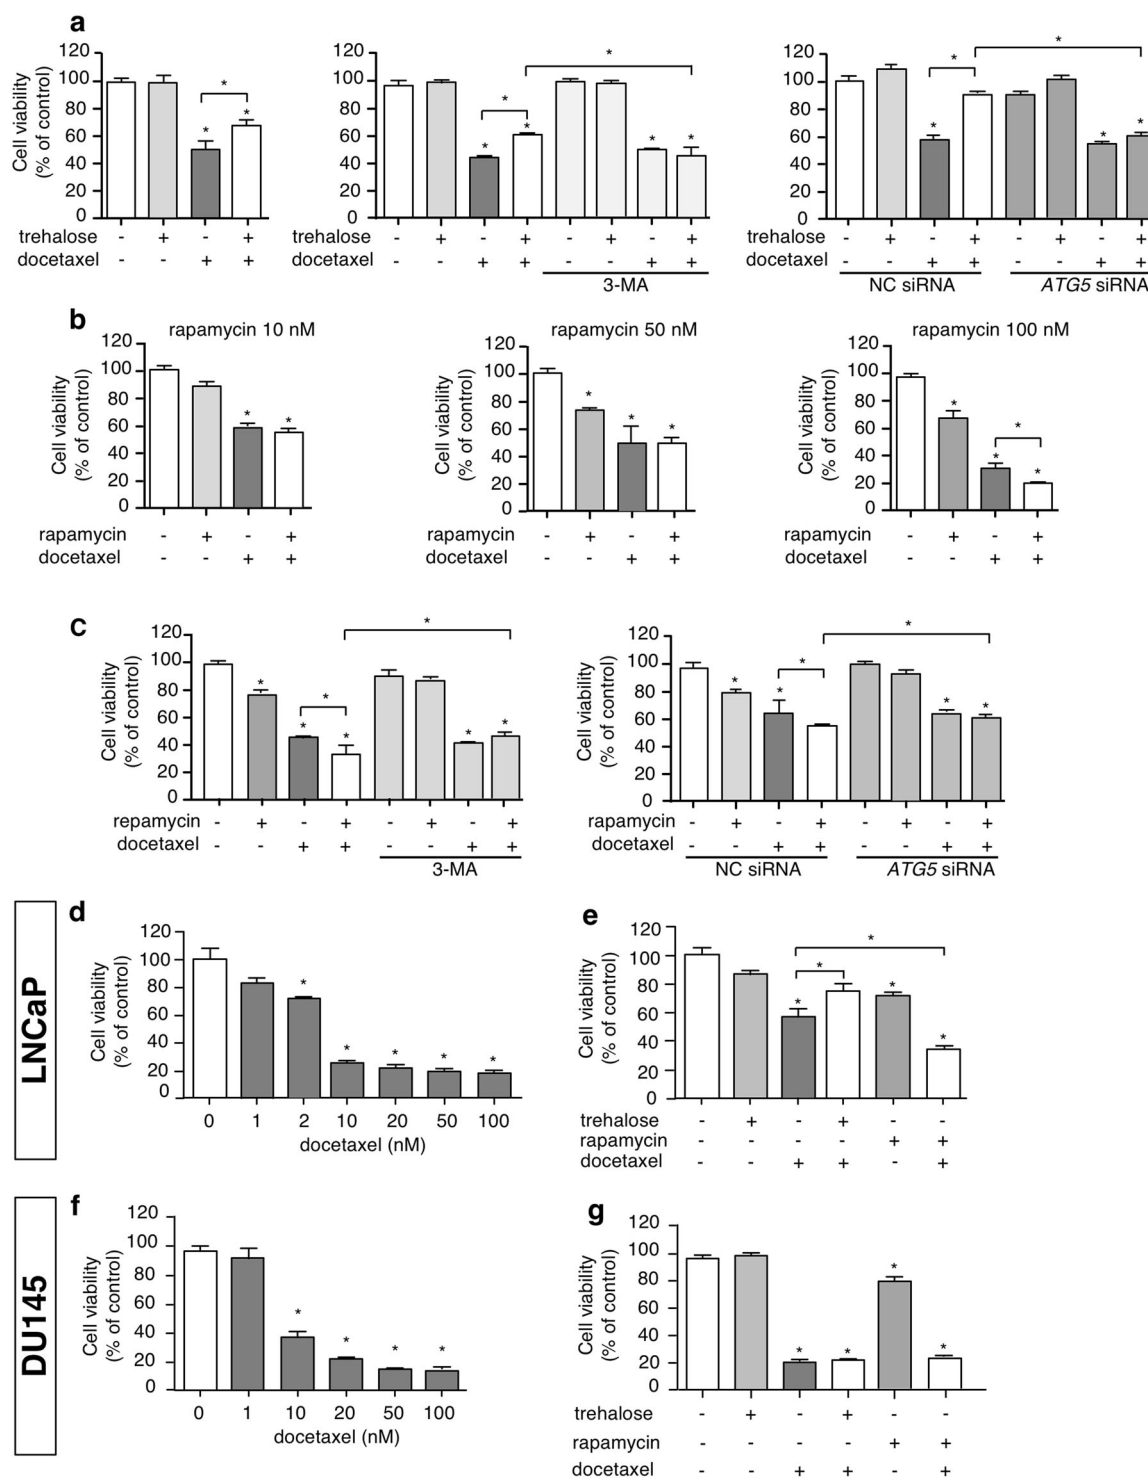 a
Cell viability
(% of control)
120
100
80
60
40
20
0
*
*
*
trehalose - + - +
docetaxel - - + +
120
100
80
60
40
20
0
*
*
*
*
*
*
trehalose - + - + - + - +
docetaxel - - + + - - + +
3-MA
120
100
80
60
40
20
0
*
*
*
*
*
trehalose - + - + - + - +
docetaxel - - + + - - + +
NC siRNA ATG5 siRNA
b
rapamycin 10 nM
Cell viability
(% of control)
120
100
80
60
40
20
0
* *
rapamycin - + - +
docetaxel - - + +
rapamycin 50 nM
Cell viability
(% of control)
120
100
80
60
40
20
0
* * *
rapamycin - + - +
docetaxel - - + +
rapamycin 100 nM
Cell viability
(% of control)
120
100
80
60
40
20
0
*
*
*
*
rapamycin - + - +
docetaxel - - + +
c
Cell viability
(% of control)
120
100
80
60
40
20
0
*
*
*
* * * *
repamycin - + - + - + - +
docetaxel - - + + - - + +
3-MA
Cell viability
(% of control)
120
100
80
60
40
20
0
*
*
* * * *
rapamycin - + - + - + - +
docetaxel - - + + - - + +
NC siRNA ATG5 siRNA
LNCaP
d
Cell viability
(% of control)
120
100
80
60
40
20
0
* * * * *
0 1 2 10 20 50 100
docetaxel (nM)
e
Cell viability
(% of control)
120
100
80
60
40
20
0
*
*
* * *
trehalose - + - + - -
rapamycin - - - - + +
docetaxel - - + + - +
DU145
f
Cell viability
(% of control)
120
100
80
60
40
20
0
* * * *
0 1 10 20 50 100
docetaxel (nM)
g
Cell viability
(% of control)
120
100
80
60
40
20
0
* * * *
trehalose - + - + - -
rapamycin - - - - + +
docetaxel - - + + - +